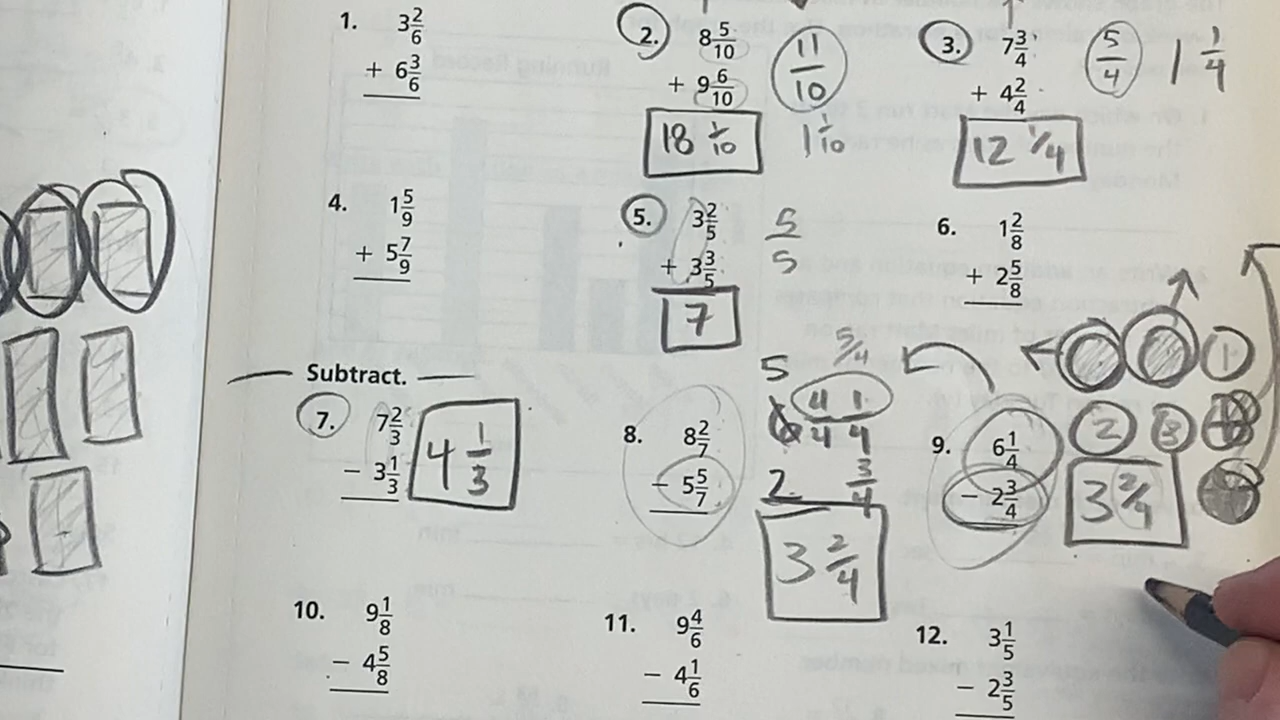 1. 3 2/6
+ 6 3/6
2. 8 5/10
+ 9 6/10
18 1/10
11/10
1 1/10
3. 7 3/4
+ 4 2/4
12 1/4
5/4 1 1/4
4. 1 5/9
+ 5 7/9
5. 3 2/5
+ 3 3/5
7
5/5
6. 1 2/8
+ 2 5/8
Subtract.
7. 7 2/3
− 3 1/3
4 1/3
8. 8 2/7
− 5 5/7
5/4
5
6 4/4 1/4
2 3/4
3 2/4
9. 6 1/4
− 2 3/4
3 2/4
1
2 3
10. 9 1/8
− 4 5/8
11. 9 4/6
− 4 1/6
12. 3 1/5
− 2 3/5